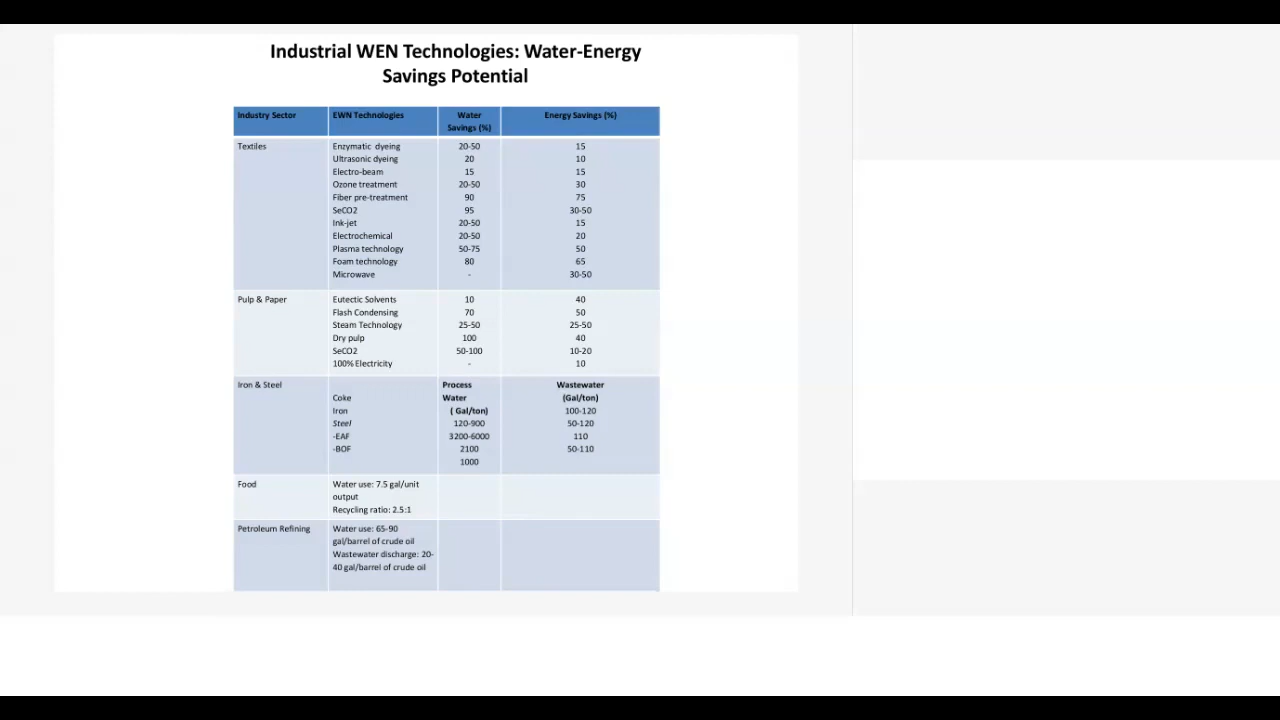 Industrial WEN Technologies: Water-Energy
Savings Potential
Industry Sector EWN Technologies Water Savings (%) Energy Savings (%)
Textiles Enzymatic dyeing 20-50 15
Ultrasonic dyeing 20 10
Electro-beam 15 15
Ozone treatment 20-50 30
Fiber pre-treatment 90 75
SeCO2 95 30-50
Ink-jet 20-50 15
Electrochemical 20-50 20
Plasma technology 50-75 50
Foam technology 80 65
Microwave - 30-50
Pulp & Paper Eutectic Solvents 10 40
Flash Condensing 70 50
Steam Technology 25-50 25-50
Dry pulp 100 40
SeCO2 50-100 10-20
100% Electricity - 10
Iron & Steel Process Wastewater
Coke Water (Gal/ton)
Iron ( Gal/ton) 100-120
Steel 120-900 50-120
-EAF 3200-6000 110
-BOF 2100 50-110
1000
Food Water use: 7.5 gal/unit
output
Recycling ratio: 2.5:1
Petroleum Refining Water use: 65-90
gal/barrel of crude oil
Wastewater discharge: 20-
40 gal/barrel of crude oil